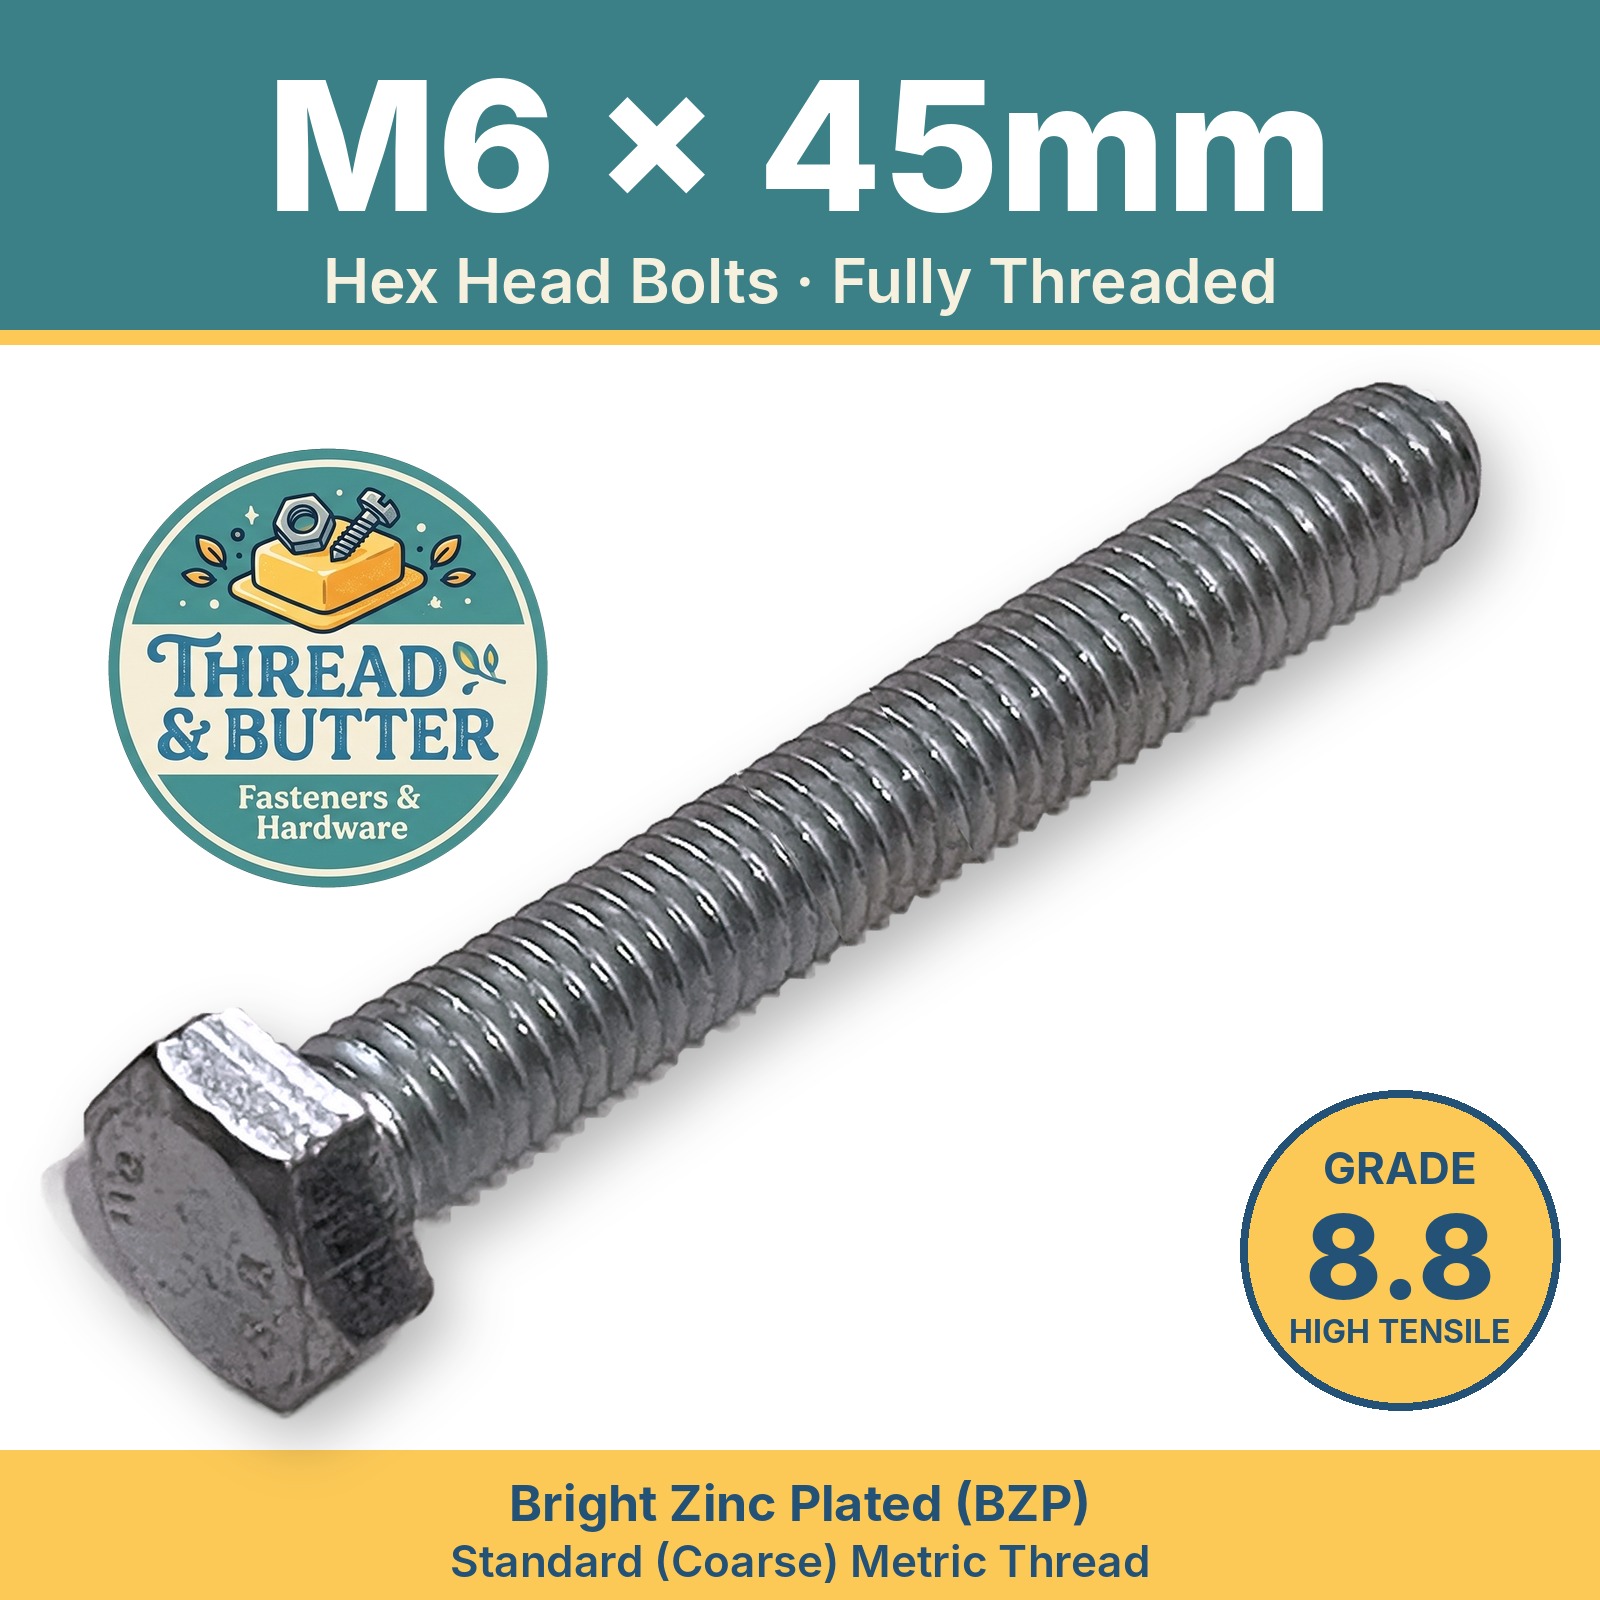 M6 × 45mm
Hex Head Bolts · Fully Threaded
THREAD
& BUTTER
Fasteners &
Hardware
GRADE
8.8
HIGH TENSILE
Bright Zinc Plated (BZP)
Standard (Coarse) Metric Thread